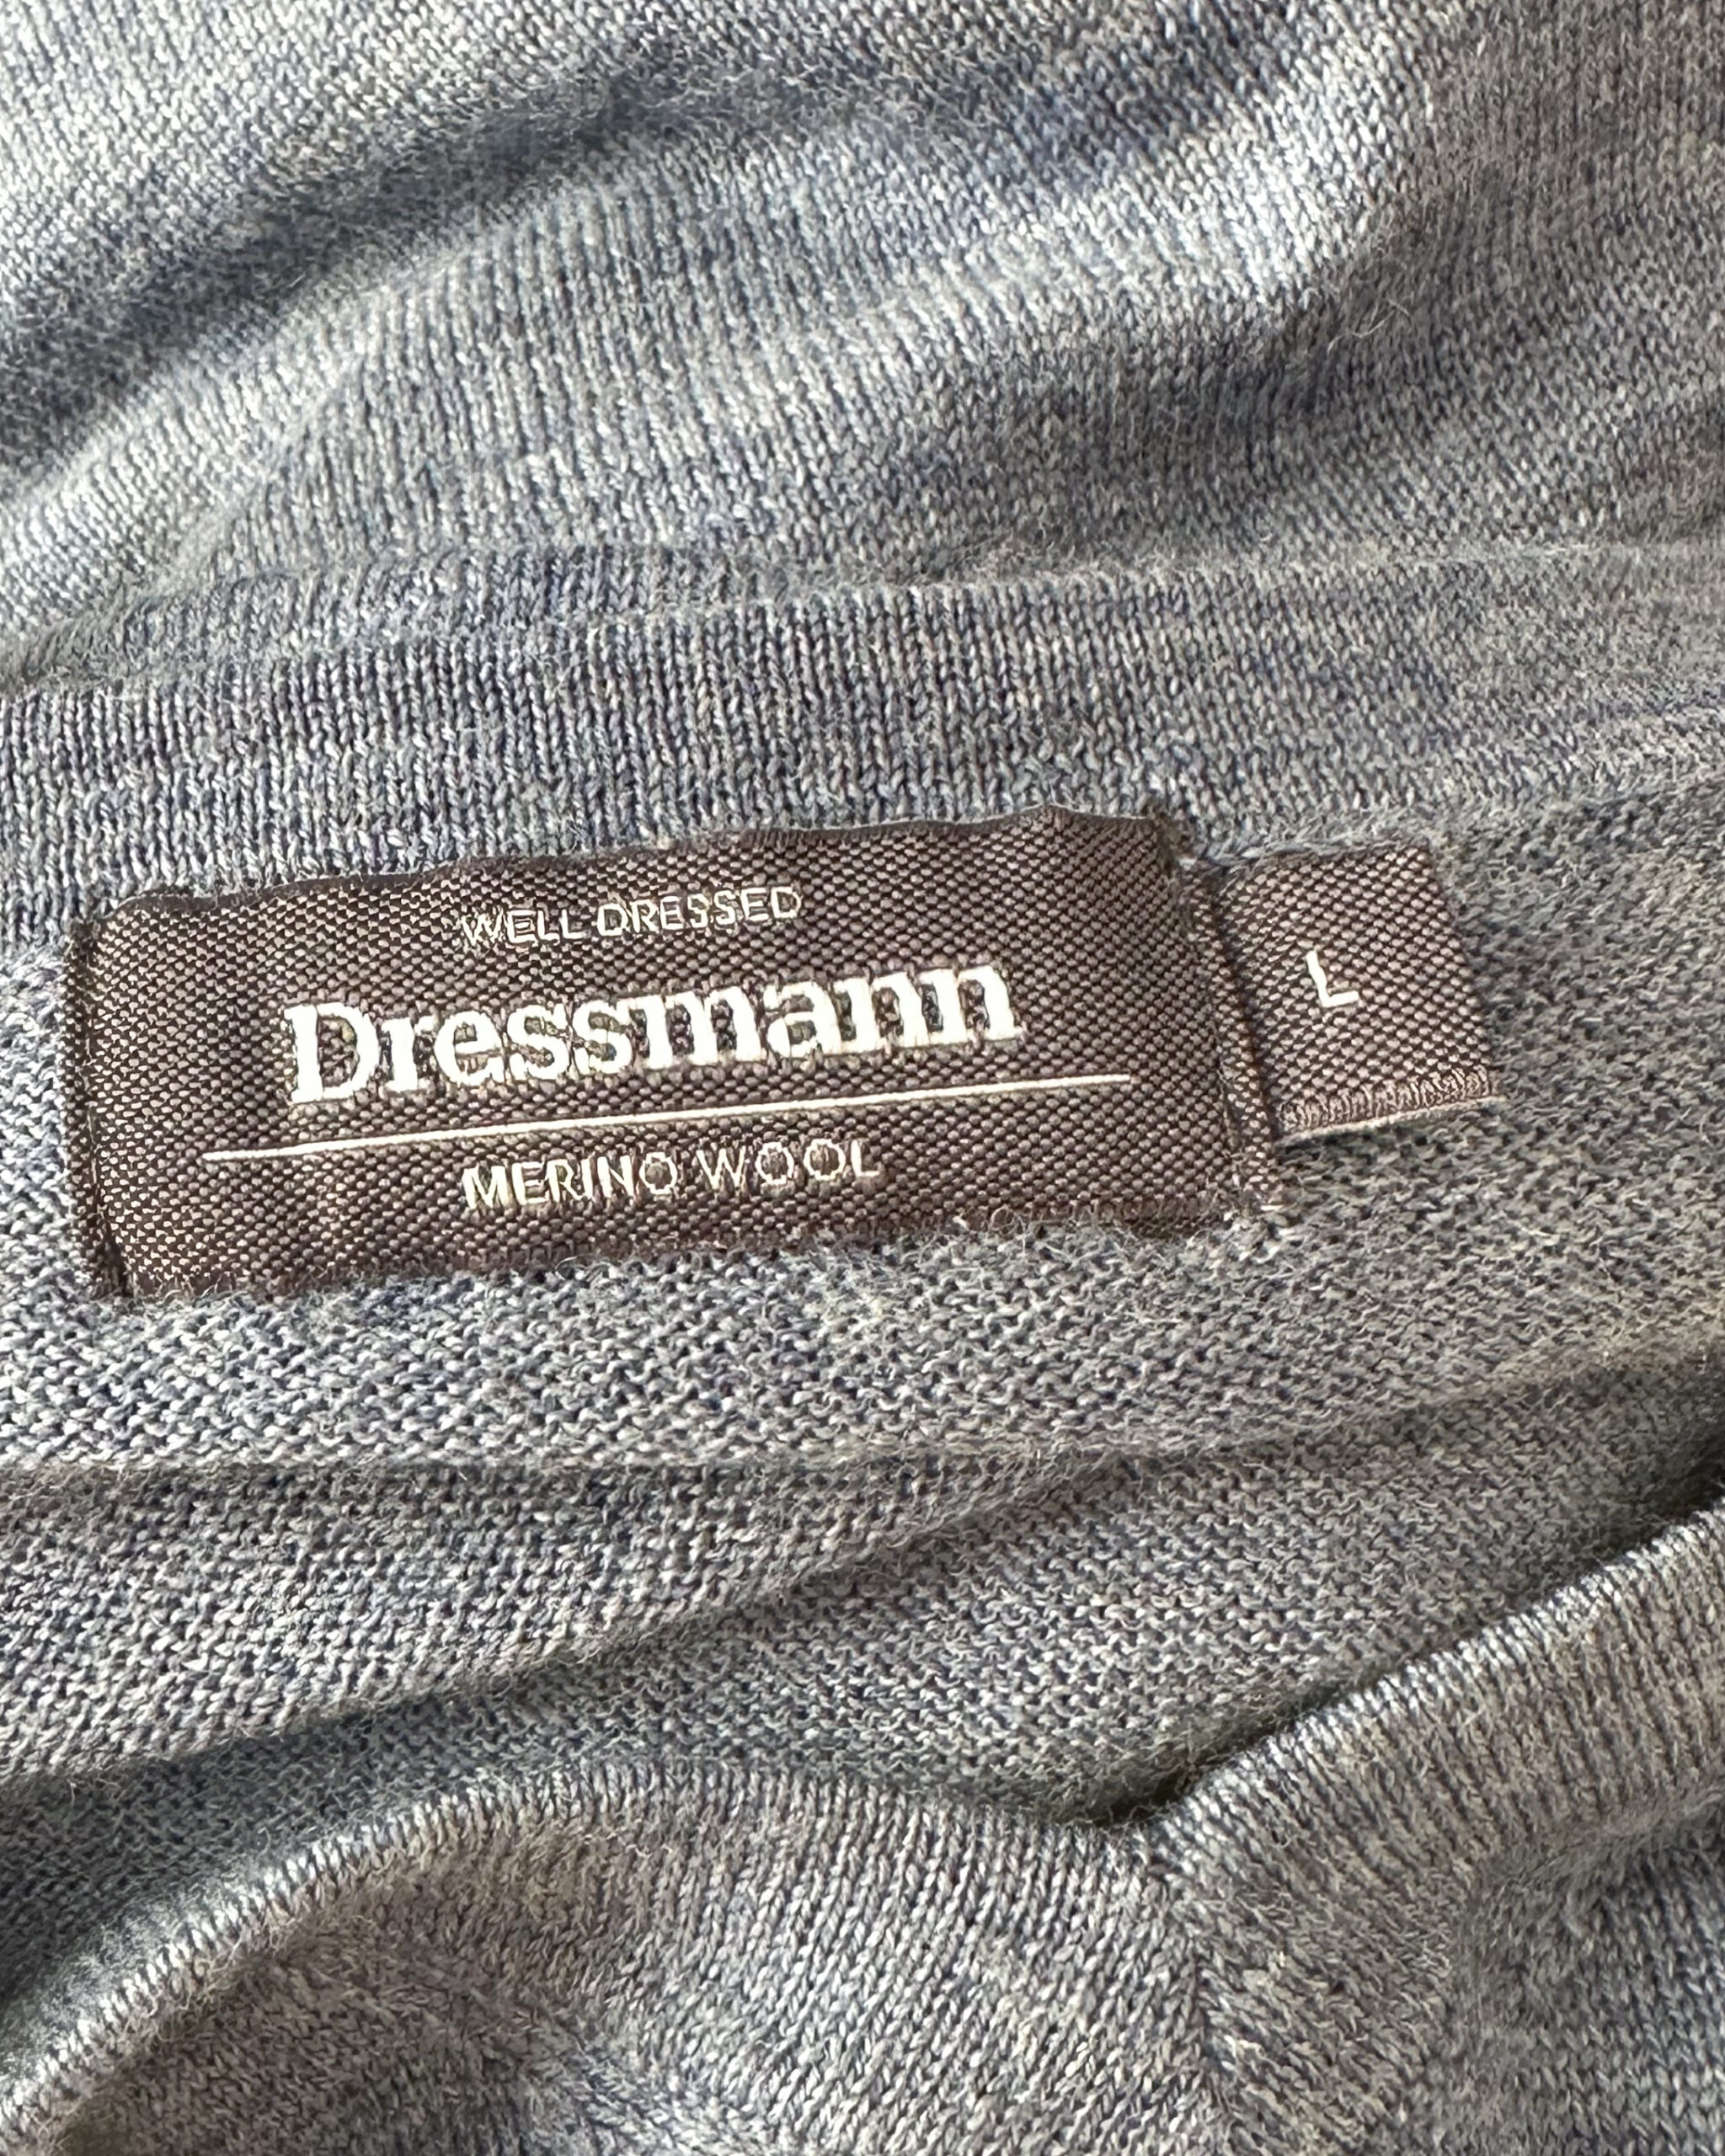 WELL DRESSED
Dressmann
MERINO WOOL
L